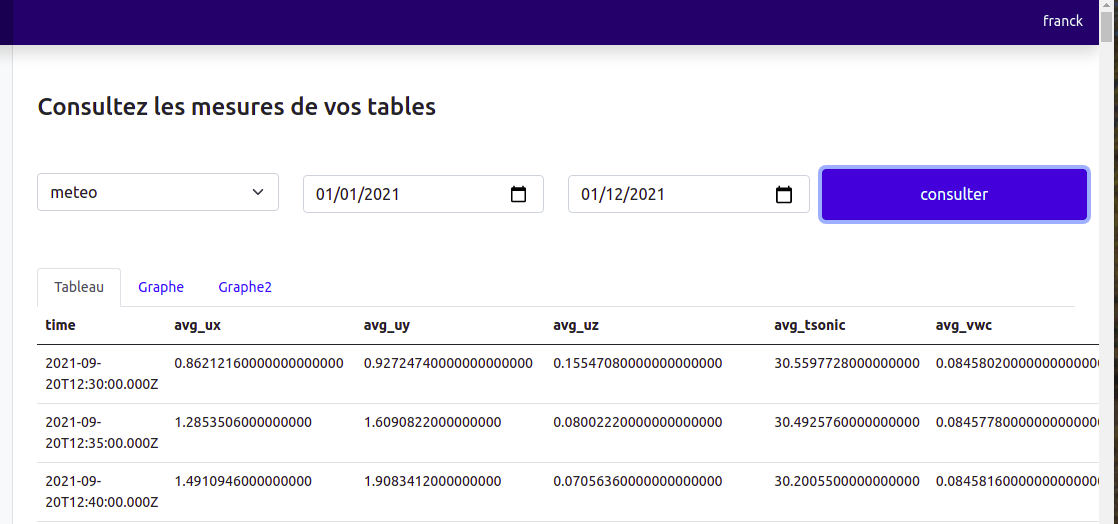 franck
Consultez les mesures de vos tables
meteo 01/01/2021 01/12/2021 consulter
Tableau Graphe Graphe2
time avg_ux avg_uy avg_uz avg_tsonic avg_vwc
2021-09- 0.86212160000000000000 0.92724740000000000000 0.15547080000000000000 30.5597728000000000 0.0845802000000000000
20T12:30:00.000Z
2021-09- 1.2853506000000000 1.6090822000000000 0.08002220000000000000 30.4925760000000000 0.0845778000000000000
20T12:35:00.000Z
2021-09- 1.4910946000000000 1.9083412000000000 0.07056360000000000000 30.2005500000000000 0.0845816000000000000
20T12:40:00.000Z